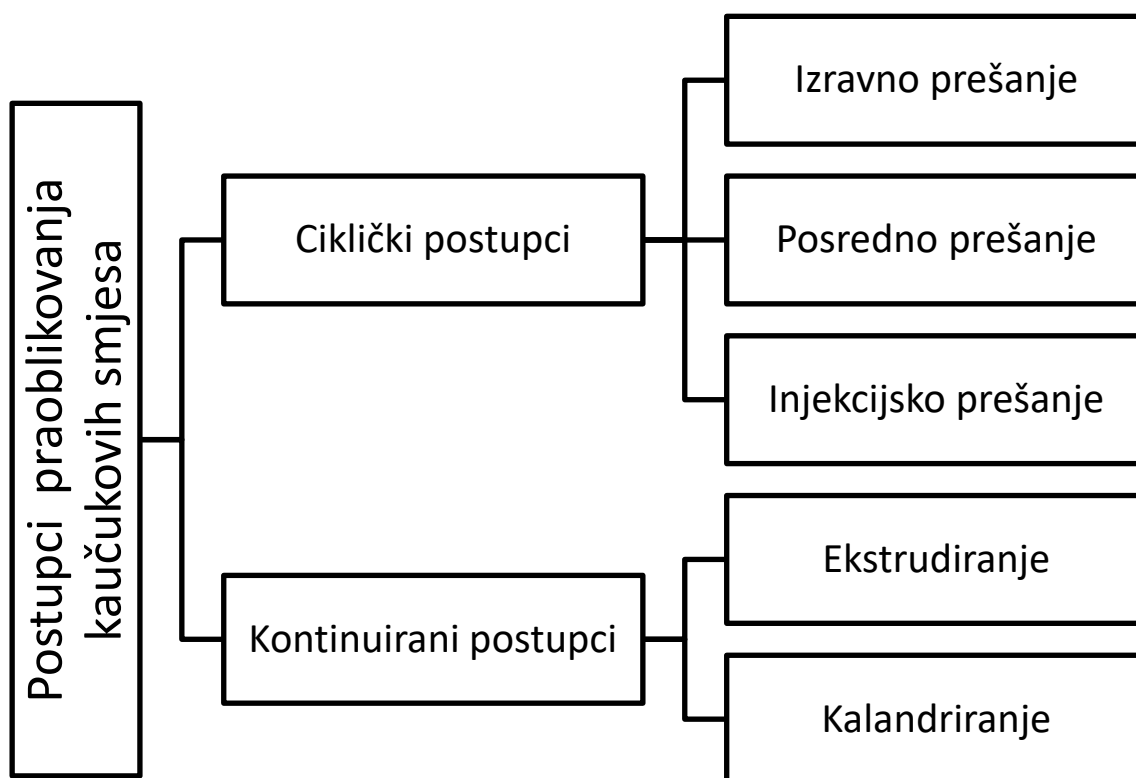 Postupci praoblikovanja
kaučukovih smjesa
Ciklički postupci
Izravno prešanje
Posredno prešanje
Injekcijsko prešanje
Kontinuirani postupci
Ekstrudiranje
Kalandriranje